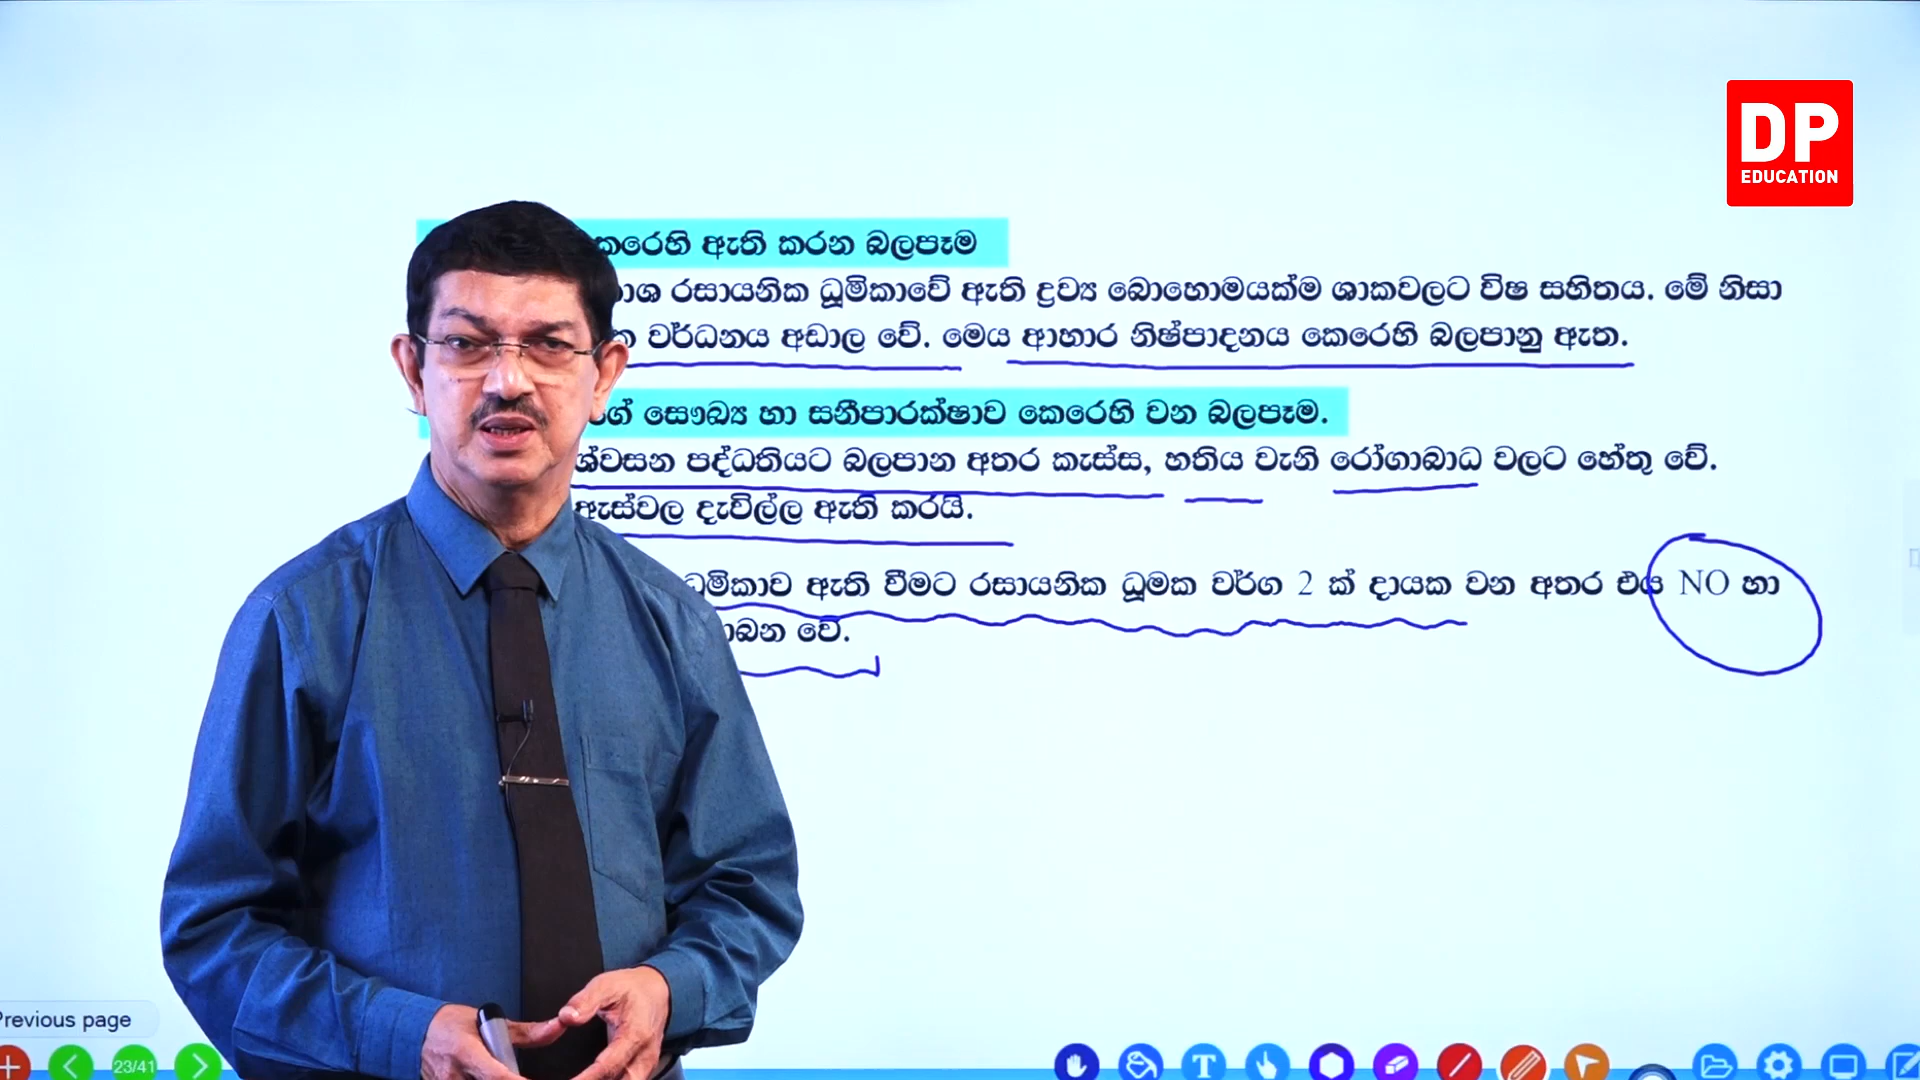 DP
EDUCATION
කරෙහි ඇති කරන බලපෑම
රසායනික ධූමිකාවේ ඇති ද්‍රව්‍ය බොහොමයක්ම ශාකවලට විෂ සහිතය. මේ නිසා
වර්ධනය අඩාල වේ. මෙය ආහාර නිෂ්පාදනය කෙරෙහි බලපානු ඇත.
සෞඛ්‍ය හා සනීපාරක්ෂාව කෙරෙහි වන බලපෑම.
ශ්වසන පද්ධතියට බලපාන අතර කැස්ස, හතිය වැනි රෝගාබාධ වලට හේතු වේ.
ඇස්වල දැවිල්ල ඇති කරයි.
ධූමිකාව ඇති වීමට රසායනික ධූමක වර්ග 2 ක් දායක වන අතර එය NO හා
වේ.
Previous page
23/41